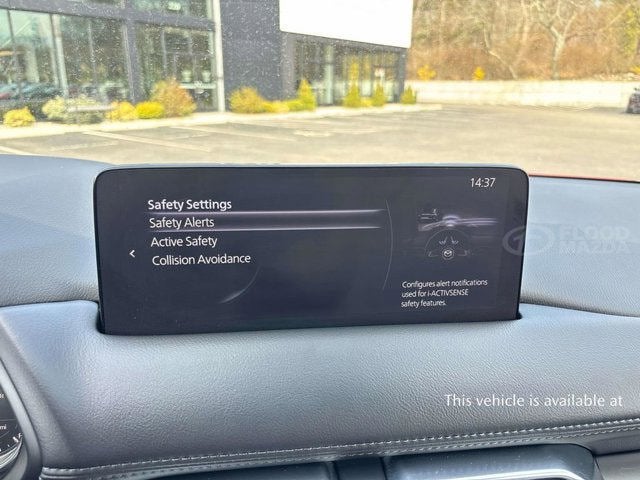 14:37
Safety Settings
Safety Alerts
Active Safety
Collision Avoidance
Configures alert notifications
used for i-ACTIVSENSE
safety features.
FLOOD
MAZDA
This vehicle is available at